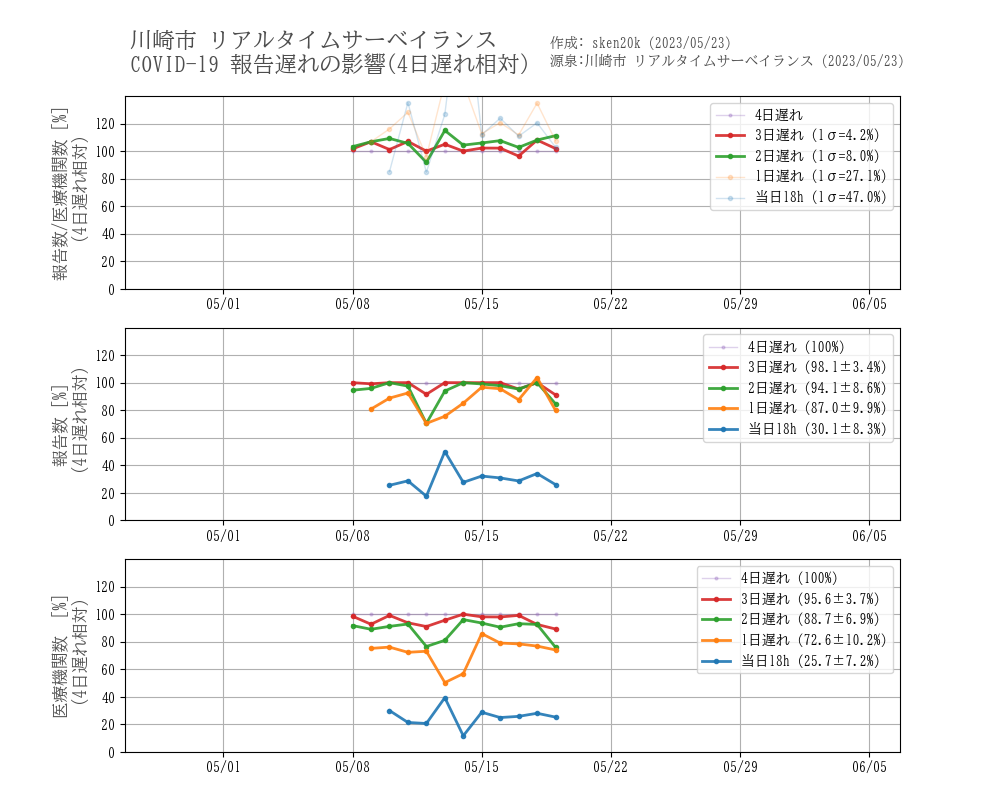 川崎市 リアルタイムサーベイランス
COVID-19 報告遅れの影響(4日遅れ相対)
作成: sken20k (2023/05/23)
源泉:川崎市 リアルタイムサーベイランス (2023/05/23)
報告数/医療機関数 [%]
(4日遅れ相対)
120
100
80
60
40
20
0
4日遅れ
3日遅れ (1σ=4.2%)
2日遅れ (1σ=8.0%)
1日遅れ (1σ=27.1%)
当日18h (1σ=47.0%)
05/01 05/08 05/15 05/22 05/29 06/05
報告数 [%]
(4日遅れ相対)
120
100
80
60
40
20
0
4日遅れ (100%)
3日遅れ (98.1±3.4%)
2日遅れ (94.1±8.6%)
1日遅れ (87.0±9.9%)
当日18h (30.1±8.3%)
05/01 05/08 05/15 05/22 05/29 06/05
医療機関数 [%]
(4日遅れ相対)
120
100
80
60
40
20
0
4日遅れ (100%)
3日遅れ (95.6±3.7%)
2日遅れ (88.7±6.9%)
1日遅れ (72.6±10.2%)
当日18h (25.7±7.2%)
05/01 05/08 05/15 05/22 05/29 06/05